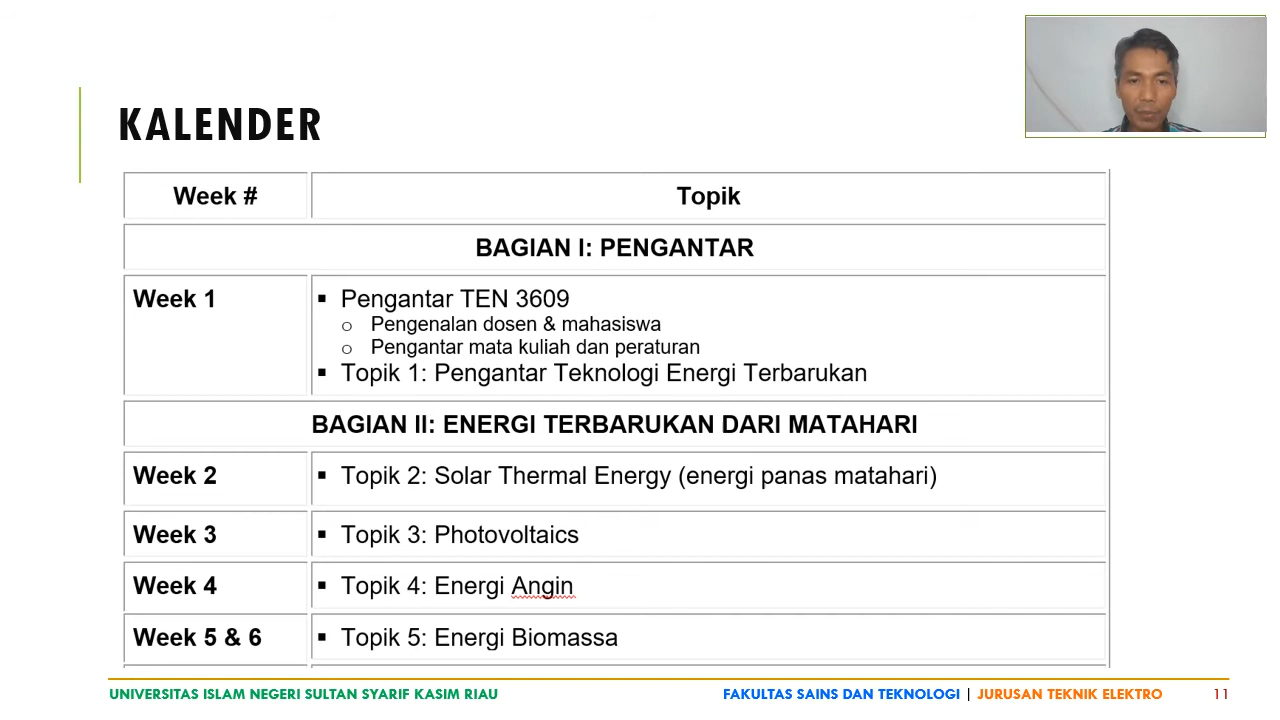 KALENDER
Week #
Topik
BAGIAN I: PENGANTAR
Week 1
▪ Pengantar TEN 3609
o Pengenalan dosen & mahasiswa
o Pengantar mata kuliah dan peraturan
▪ Topik 1: Pengantar Teknologi Energi Terbarukan
BAGIAN II: ENERGI TERBARUKAN DARI MATAHARI
Week 2
▪ Topik 2: Solar Thermal Energy (energi panas matahari)
Week 3
▪ Topik 3: Photovoltaics
Week 4
▪ Topik 4: Energi Angin
Week 5 & 6
▪ Topik 5: Energi Biomassa
UNIVERSITAS ISLAM NEGERI SULTAN SYARIF KASIM RIAU
FAKULTAS SAINS DAN TEKNOLOGI | JURUSAN TEKNIK ELEKTRO
11